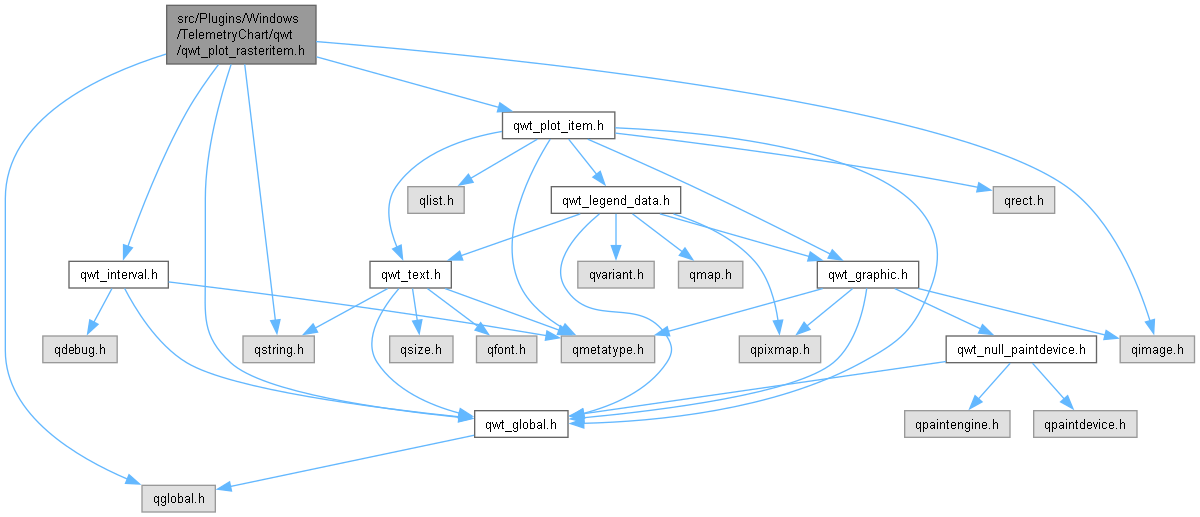 src/Plugins/Windows
/TelemetryChart/qwt
/qwt_plot_rasteritem.h
qwt_plot_item.h
qlist.h
qwt_legend_data.h
qrect.h
qwt_interval.h
qwt_text.h
qvariant.h
qmap.h
qwt_graphic.h
qdebug.h
qstring.h
qsize.h
qfont.h
qmetatype.h
qpixmap.h
qwt_null_paintdevice.h
qimage.h
qwt_global.h
qpaintengine.h
qpaintdevice.h
qglobal.h